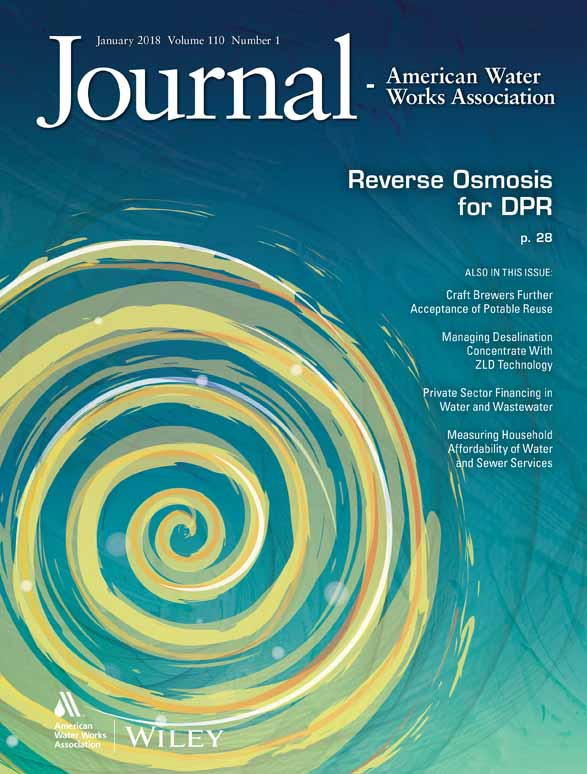 January 2018 Volume 110 Number 1
Journal - American Water
Works Association
Reverse Osmosis
for DPR
p. 28
ALSO IN THIS ISSUE:
Craft Brewers Further
Acceptance of Potable Reuse
Managing Desalination
Concentrate With
ZLD Technology
Private Sector Financing in
Water and Wastewater
Measuring Household
Affordability of Water
and Sewer Services
American
Water Works
Association
WILEY